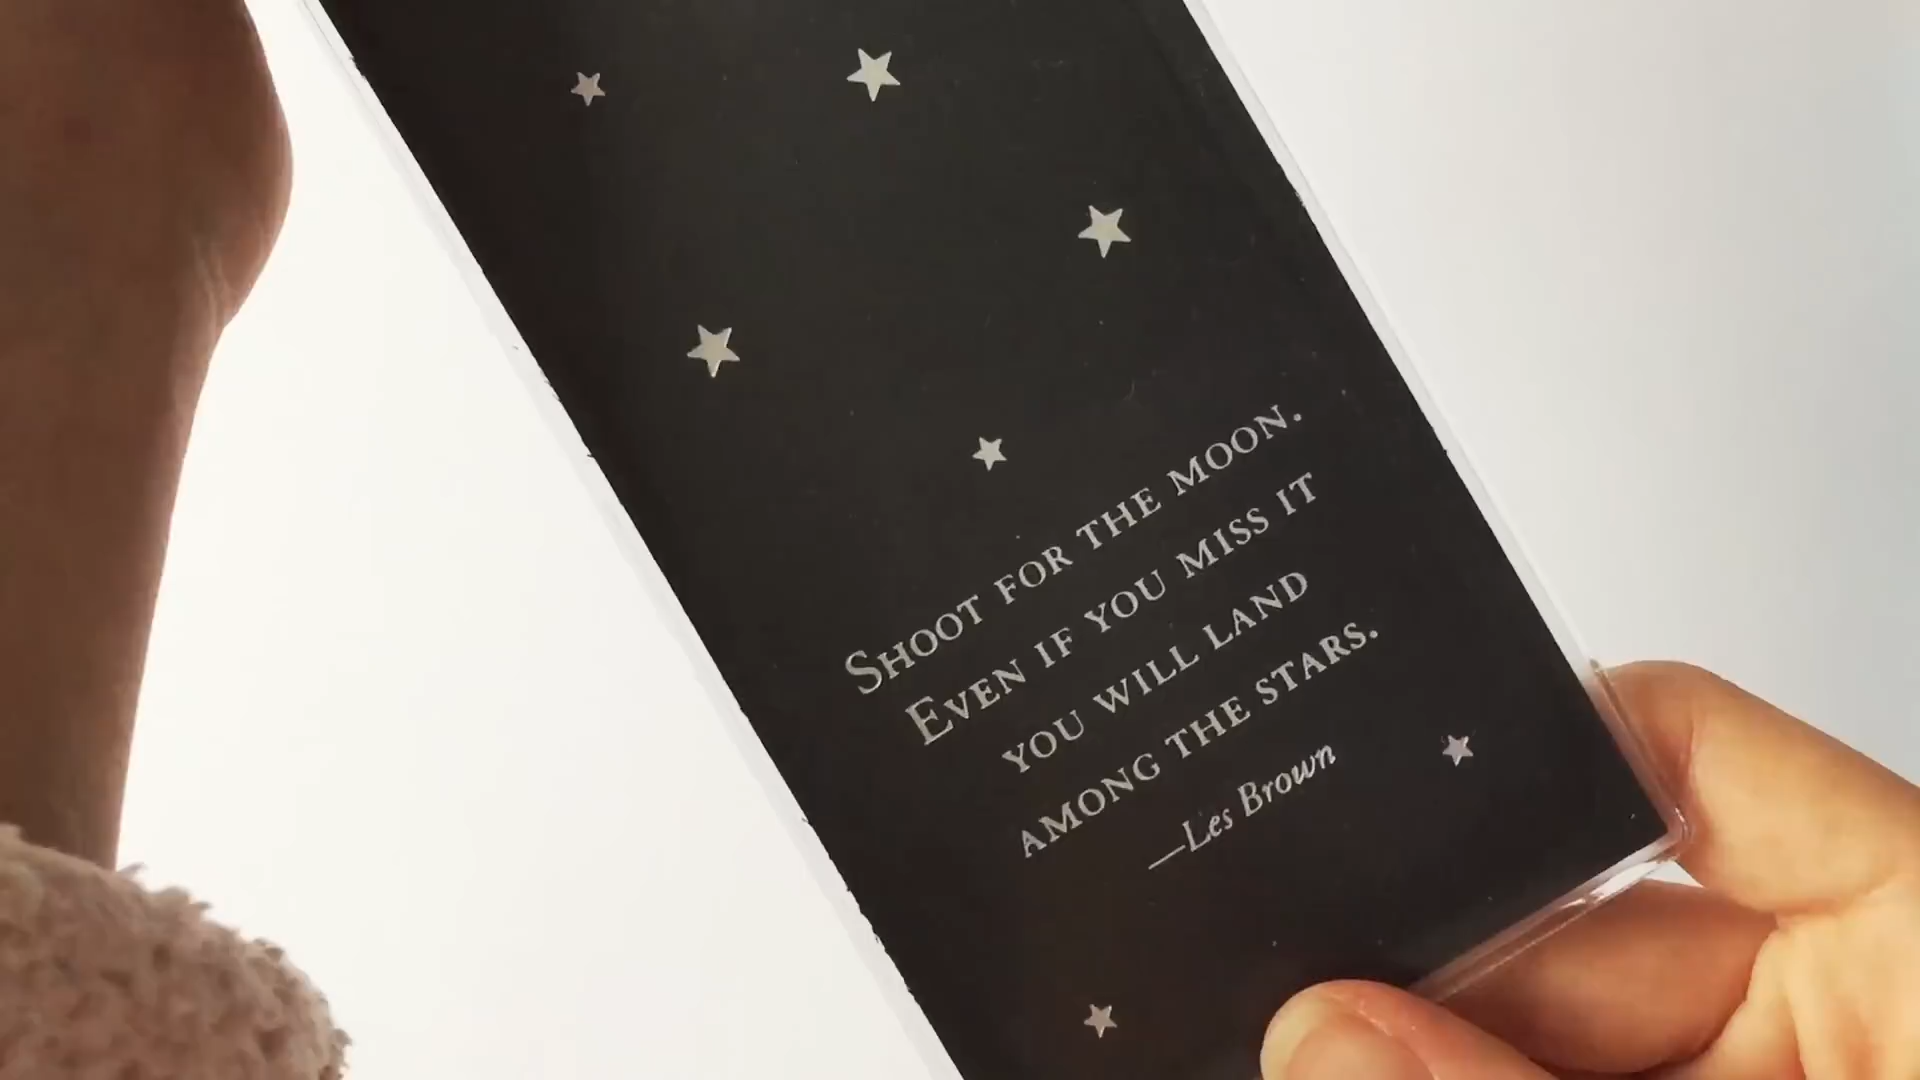 Shoot for the moon.
Even if you miss it
you will land
among the stars.
—Les Brown